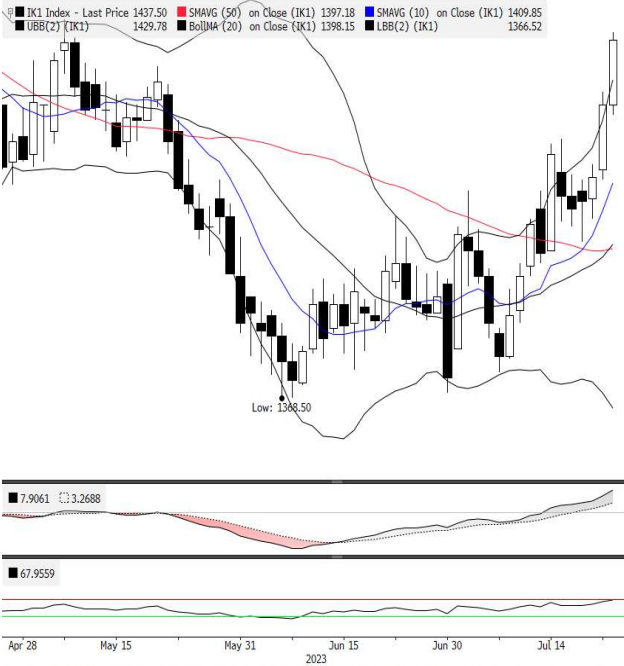 IK1 Index - Last Price 1437.50 SMAVG (50) on Close (IK1) 1397.18 SMAVG (10) on Close (IK1) 1409.85
UBB(2) (IK1) 1429.78 BollMA (20) on Close (IK1) 1398.15 LBB(2) (IK1) 1366.52
Low: 1368.50
7.9061 3.2688
67.9559
Apr 28 May 15 May 31 Jun 15 Jun 30 Jul 14
2023